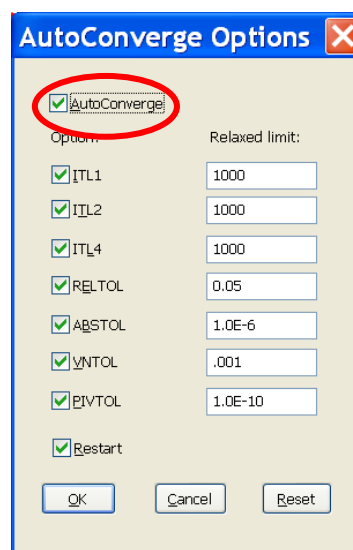 AutoConverge Options
AutoConverge
Option: Relaxed limit:
ITL1 1000
ITL2 1000
ITL4 1000
RELTOL 0.05
ABSTOL 1.0E-6
VNTOL .001
PIVTOL 1.0E-10
Restart
OK Cancel Reset